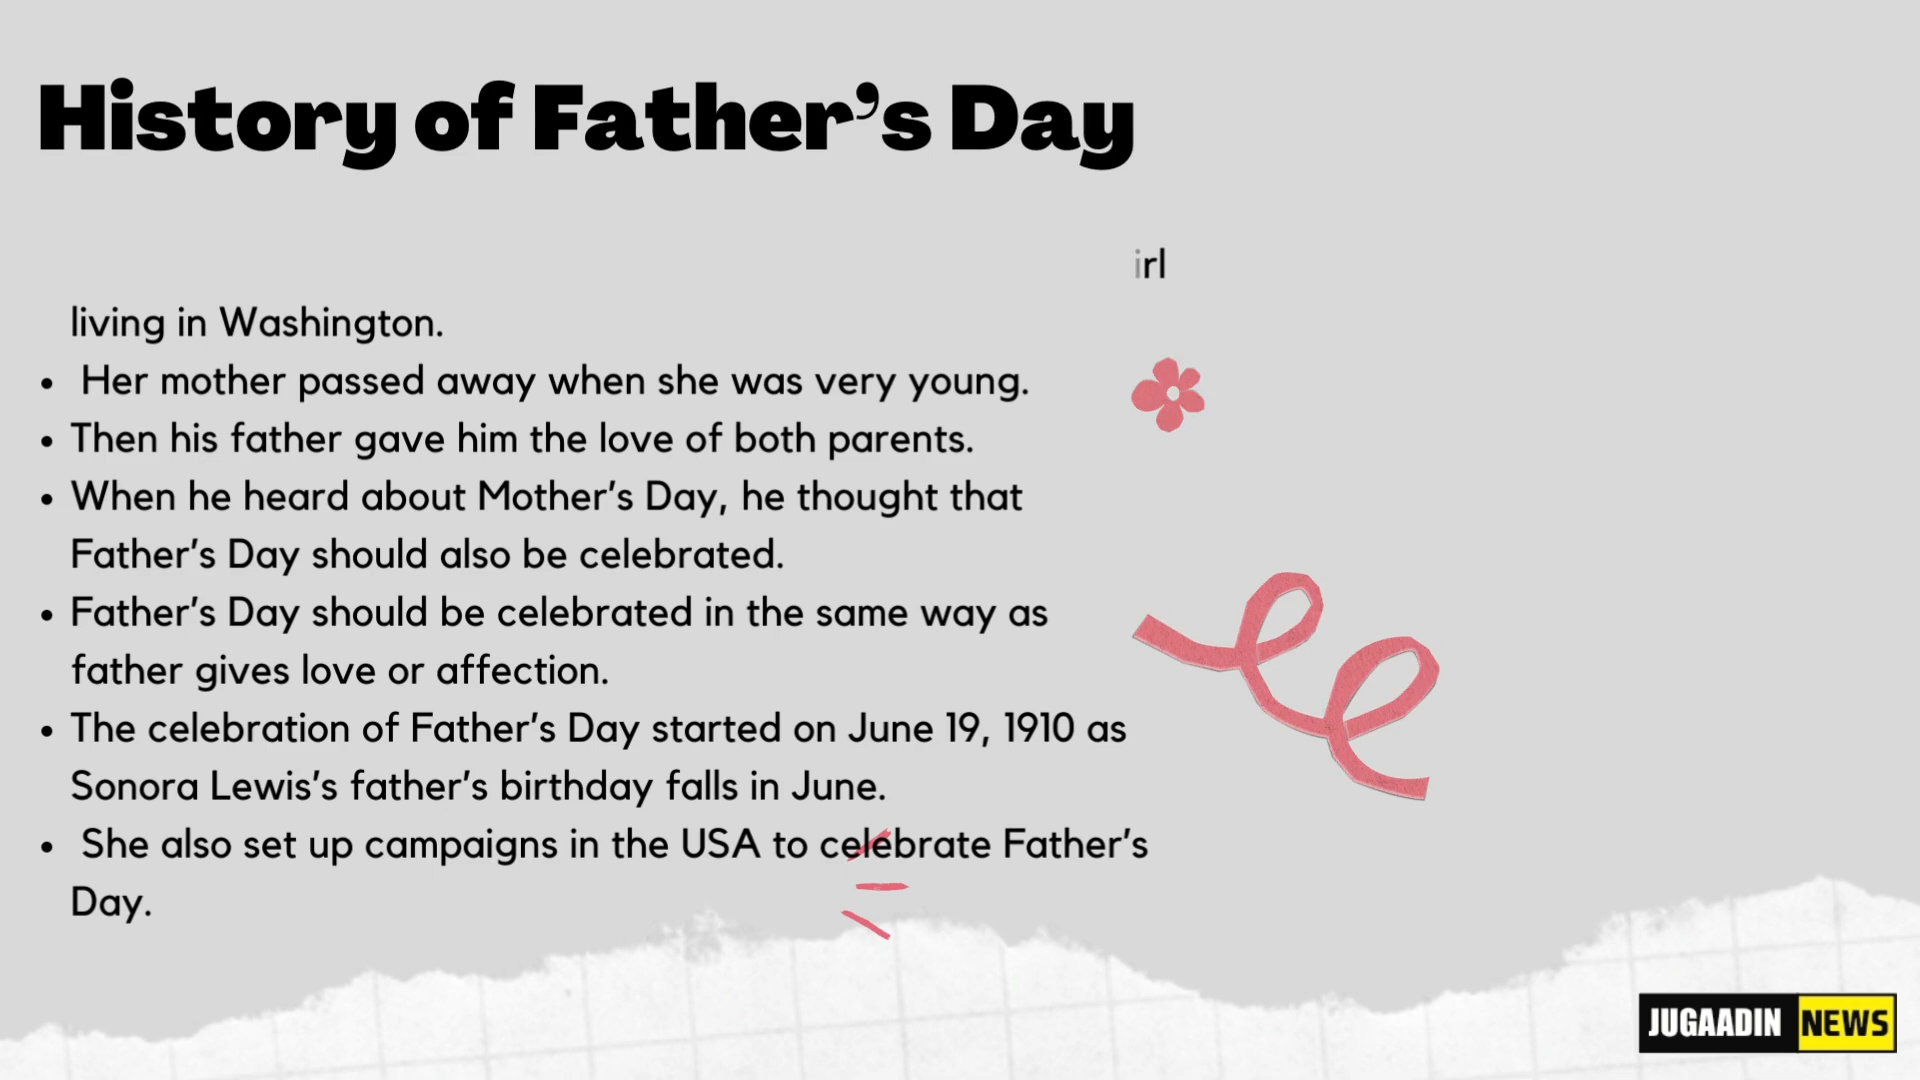 History of Father’s Day
irl
living in Washington.
• Her mother passed away when she was very young.
• Then his father gave him the love of both parents.
• When he heard about Mother’s Day, he thought that
Father’s Day should also be celebrated.
• Father’s Day should be celebrated in the same way as
father gives love or affection.
• The celebration of Father’s Day started on June 19, 1910 as
Sonora Lewis’s father’s birthday falls in June.
• She also set up campaigns in the USA to celebrate Father’s
Day.
JUGAADIN NEWS